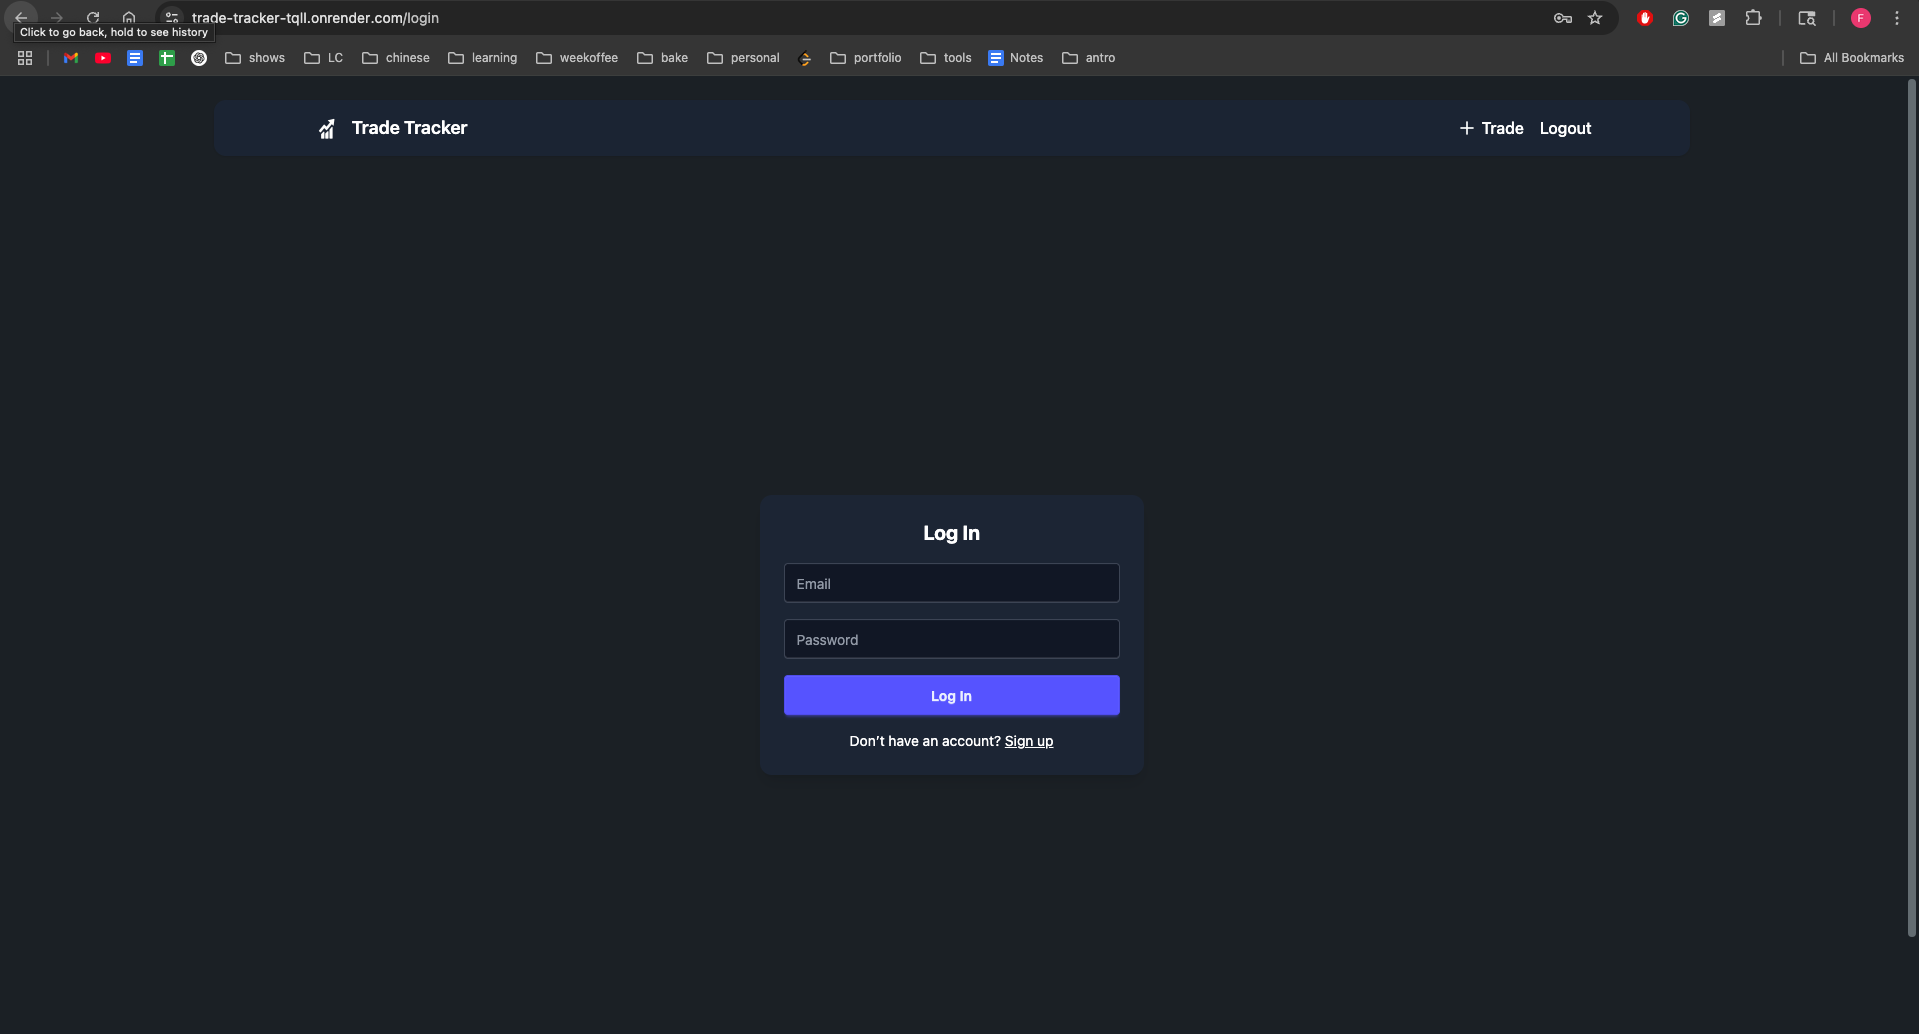 trade-tracker-tqll.onrender.com/login
Click to go back, hold to see history
shows LC chinese learning weekoffee bake personal portfolio tools Notes antro All Bookmarks
F
Trade Tracker
+ Trade Logout
Log In
Email
Password
Log In
Don't have an account? Sign up